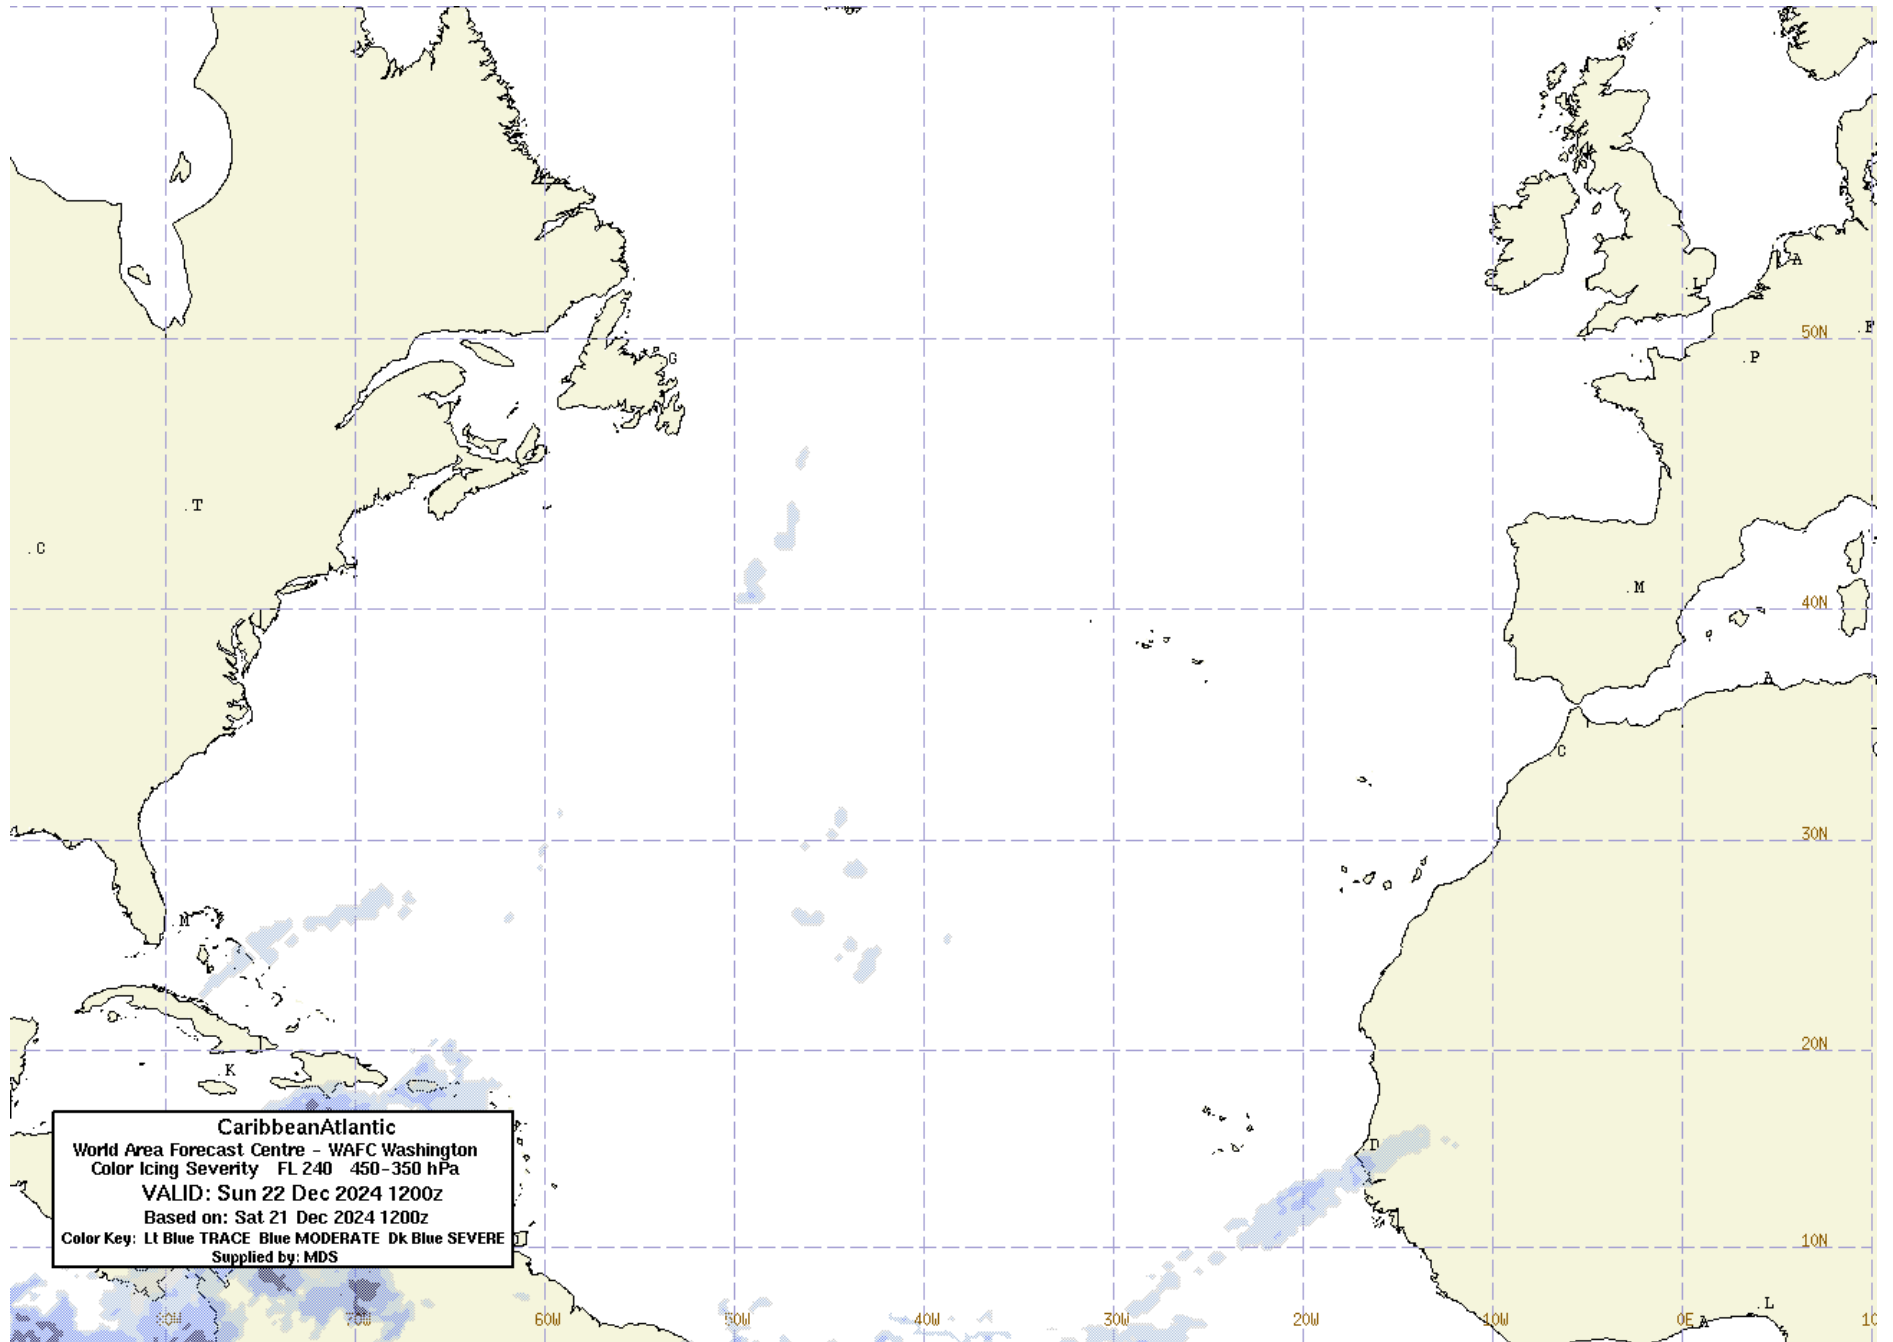 A
L
50N
F
G
P
T
C
M
40N
A
C
30N
M
20N
K
D
CaribbeanAtlantic
World Area Forecast Centre – WAFC Washington
Color Icing Severity FL 240 450–350 hPa
VALID: Sun 22 Dec 2024 1200z
Based on: Sat 21 Dec 2024 1200z
Color Key: Lt Blue TRACE Blue MODERATE Dk Blue SEVERE
Supplied by: MDS
10N
L
80W 70W 60W 50W 40W 30W 20W 10W 0E A